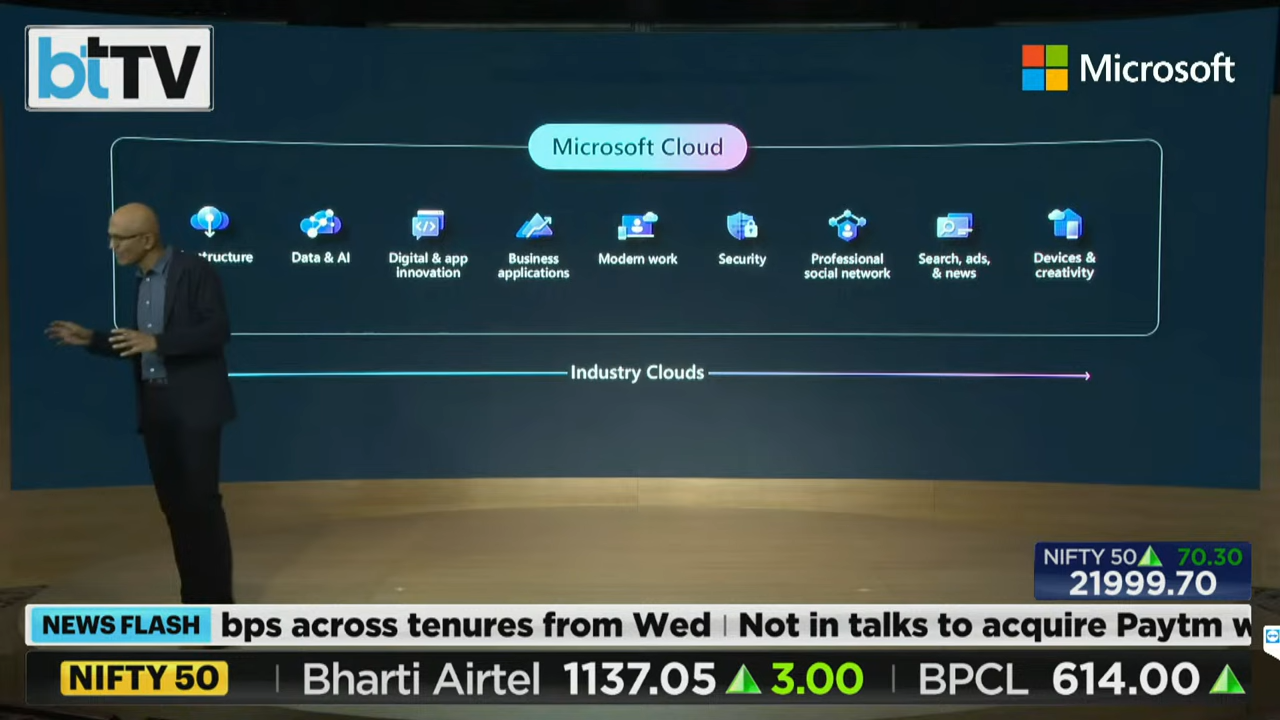 btTV
Microsoft
Microsoft Cloud
Data & AI
Digital & app
innovation
Business
applications
Modern work
Security
Professional
social network
Search, ads,
& news
Devices &
creativity
Industry Clouds
NIFTY 50 70.30
21999.70
NEWS FLASH bps across tenures from Wed | Not in talks to acquire Paytm w
NIFTY 50 | Bharti Airtel 1137.05 3.00 | BPCL 614.00